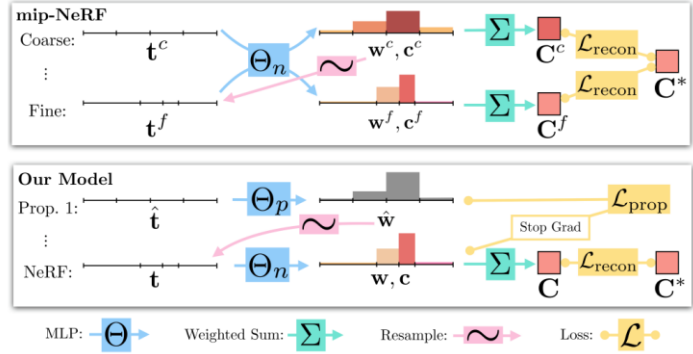 mip-NeRF
Coarse:
t^c
Θ_n
w^c, c^c
Σ
C^c
ℒ_recon
∼
⋮
ℒ_recon
C^*
Fine:
t^f
w^f, c^f
Σ
C^f
Our Model
Prop. 1:
t̂
Θ_p
ŵ
ℒ_prop
∼
Stop Grad
⋮
NeRF:
t
Θ_n
w, c
Σ
C
ℒ_recon
C^*
MLP: Θ Weighted Sum: Σ Resample: ∼ Loss: ℒ